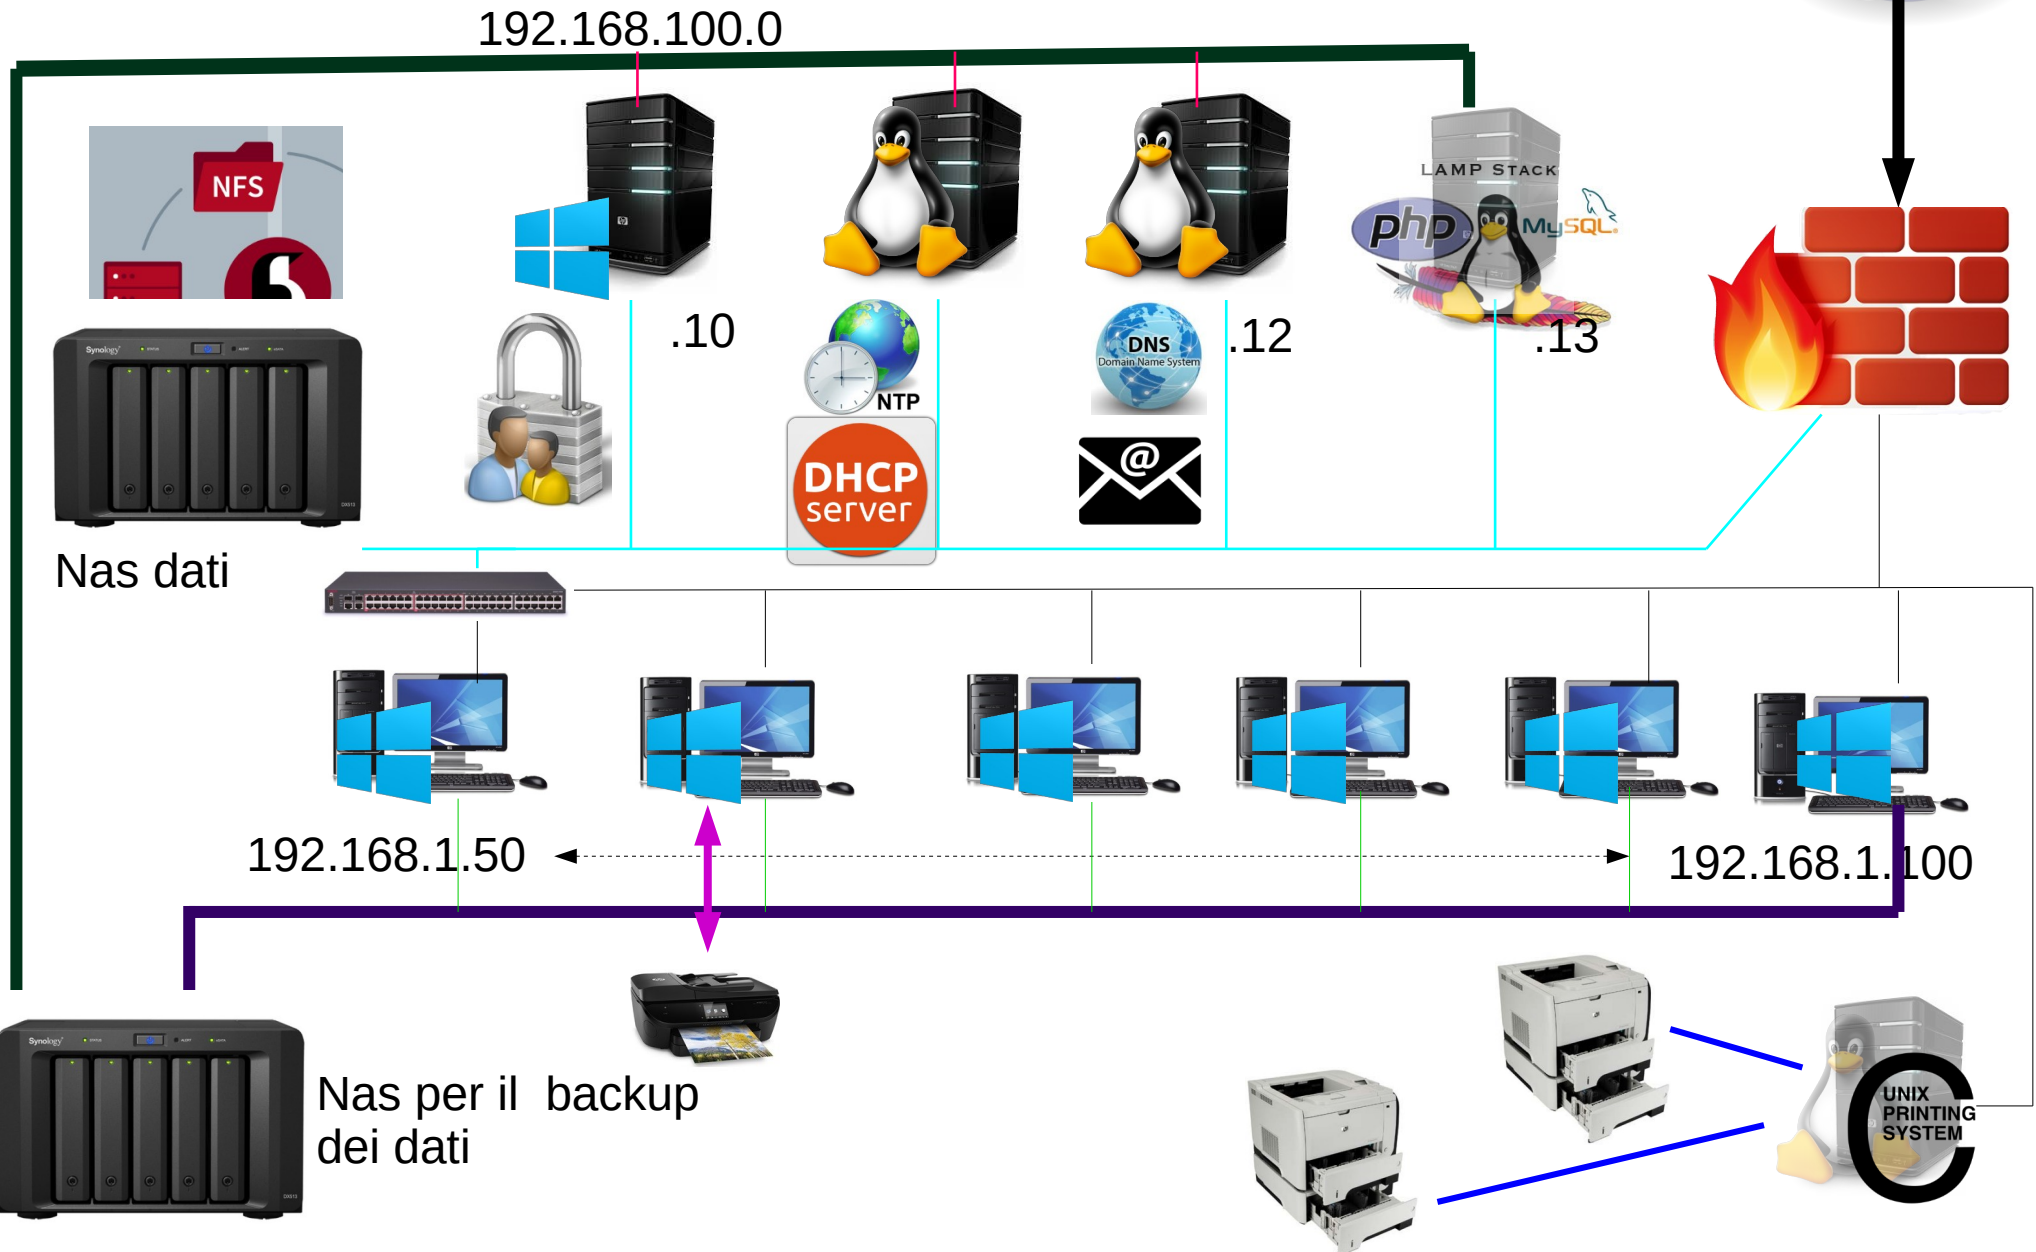 192.168.100.0
NFS
LAMP STACK
php
MySQL
Synology
.10
.12
.13
NTP
DNS
Domain Name System
@
DHCP
server
Nas dati
192.168.1.50
192.168.1.100
Synology
Nas per il  backup
dei dati
UNIX
PRINTING
SYSTEM
C